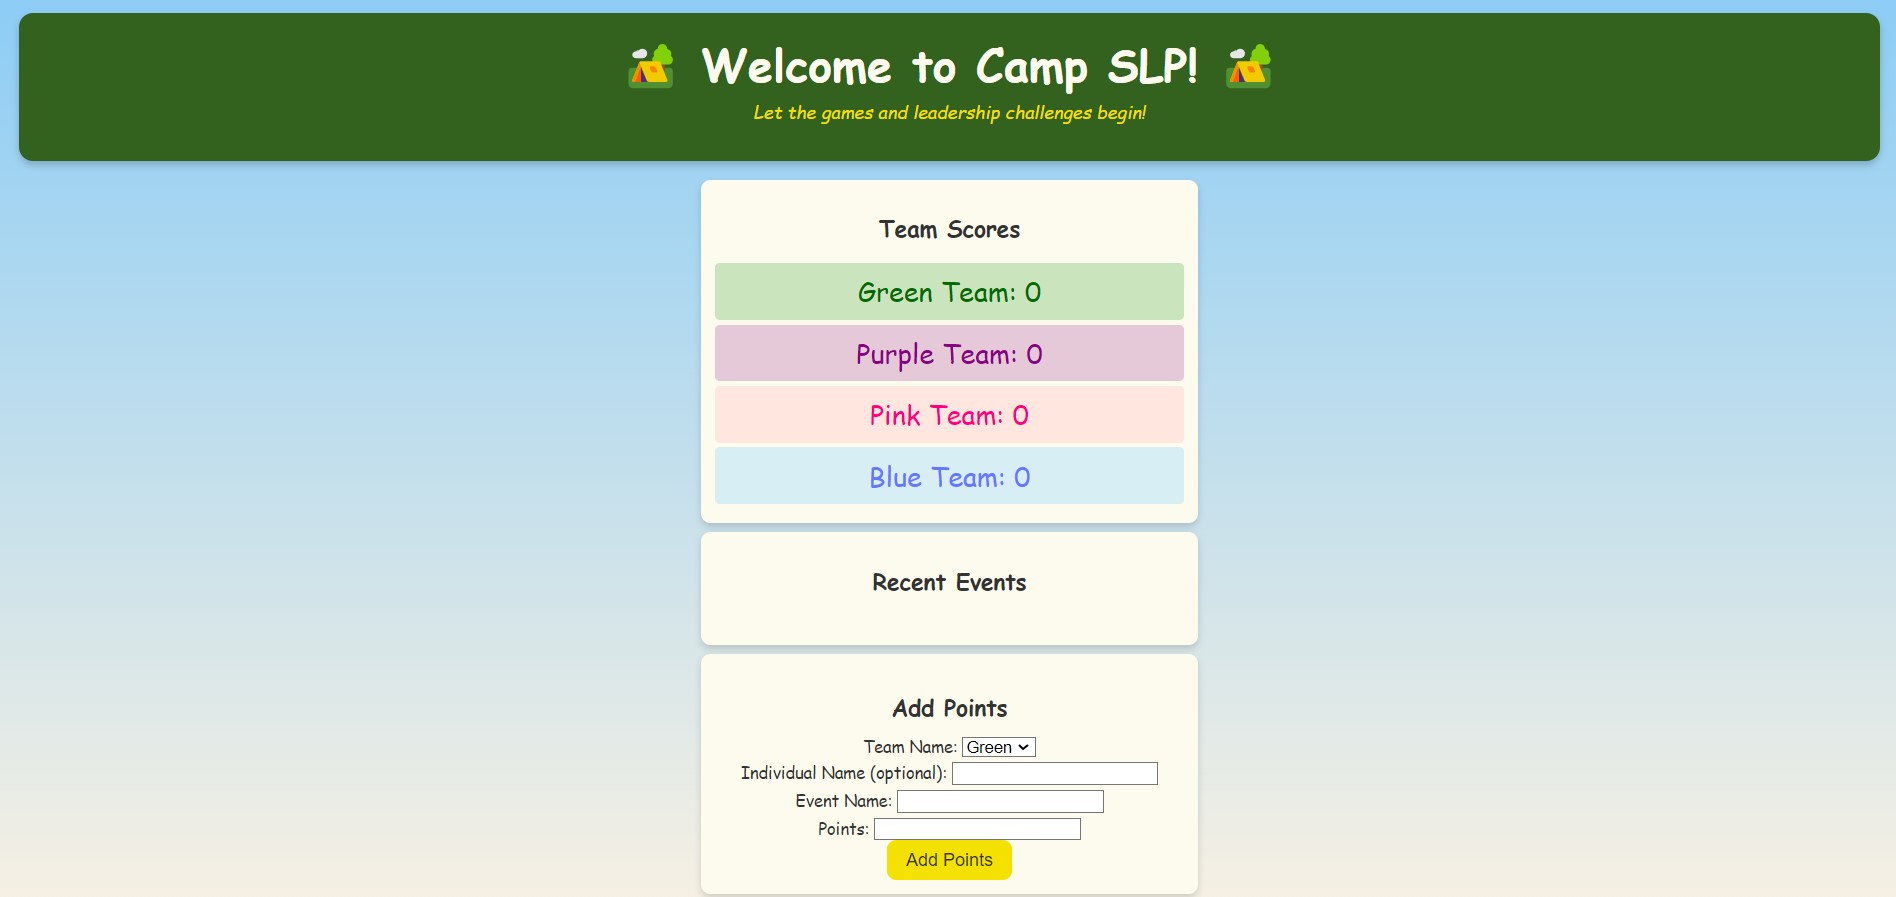 Welcome to Camp SLP!
Let the games and leadership challenges begin!
Team Scores
Green Team: 0
Purple Team: 0
Pink Team: 0
Blue Team: 0
Recent Events
Add Points
Team Name: Green
Individual Name (optional):
Event Name:
Points:
Add Points